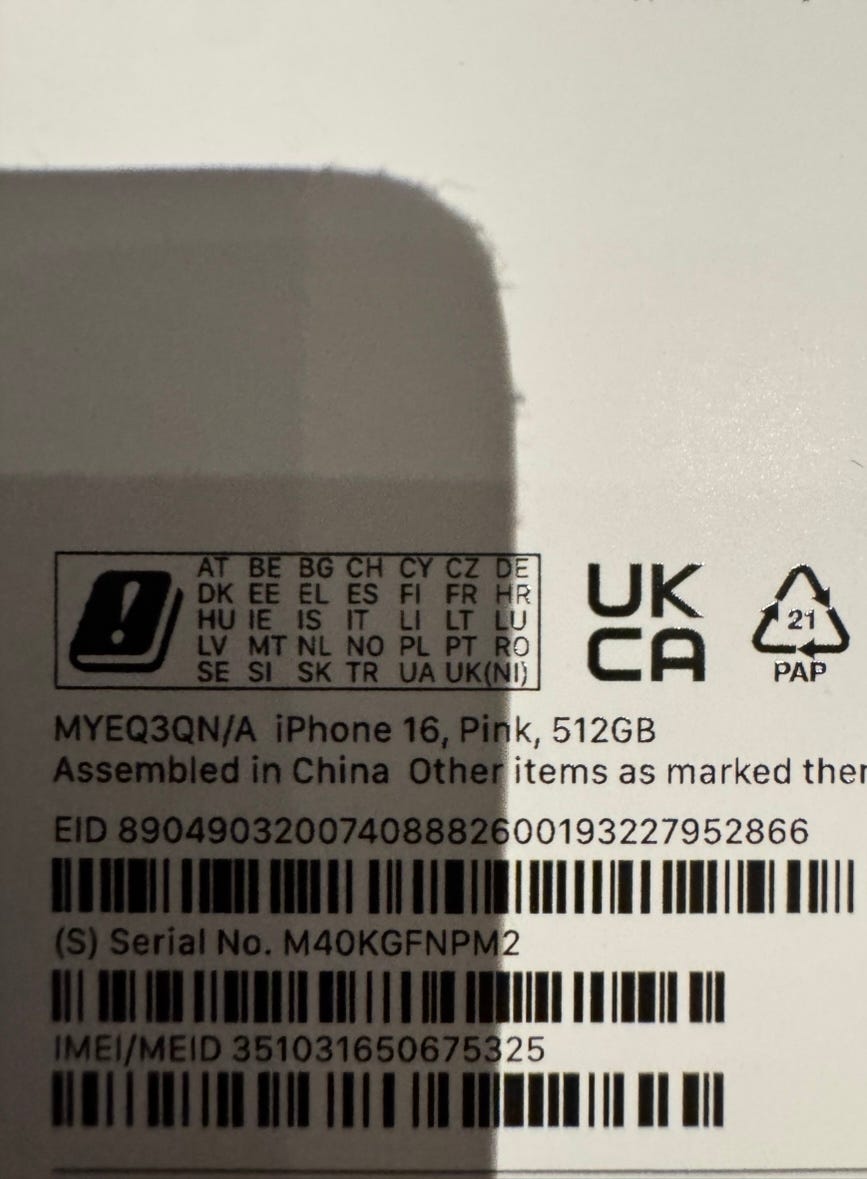 AT BE BG CH CY CZ DE
DK EE EL ES FI FR HR
HU IE IS IT LI LT LU
LV MT NL NO PL PT RO
SE SI SK TR UA UK(NI)
UK
CA
21
PAP
MYEQ3QN/A iPhone 16, Pink, 512GB
Assembled in China Other items as marked
EID 89049032007408882600193227952866
(S) Serial No. M40KGFNPM2
IMEI/MEID 351031650675325